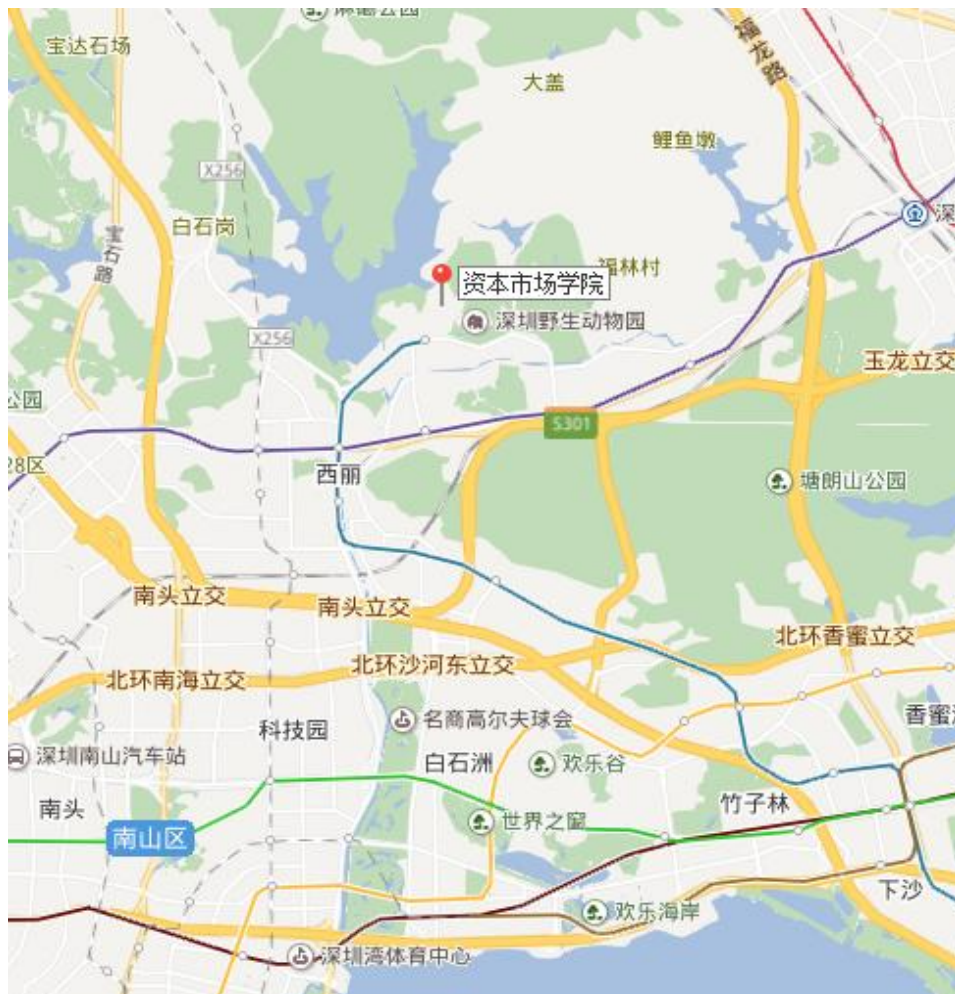 宝达石场
福龙路
大盖
鲤鱼墩
X256
深
白石岗
宝石路
福林村
资本市场学院
深圳野生动物园
X256
玉龙立交
公园
S301
28区
西丽
塘朗山公园
南头立交
南头立交
北环香蜜立交
北环沙河东立交
北环南海立交
名商高尔夫球会
香蜜
科技园
深圳南山汽车站
白石洲
欢乐谷
南头
竹子林
世界之窗
南山区
下沙
欢乐海岸
深圳湾体育中心